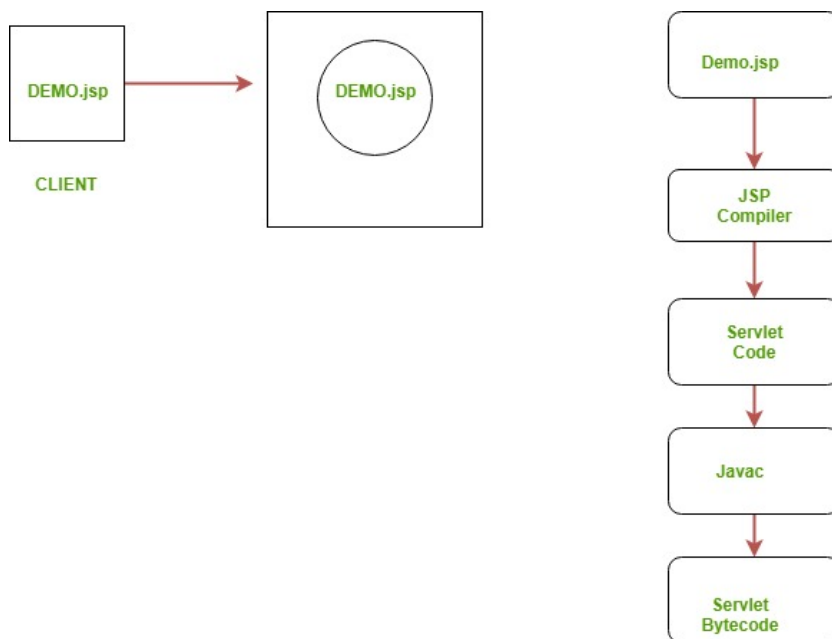 DEMO.jsp
CLIENT
DEMO.jsp
Demo.jsp
JSP
Compiler
Servlet
Code
Javac
Servlet
Bytecode